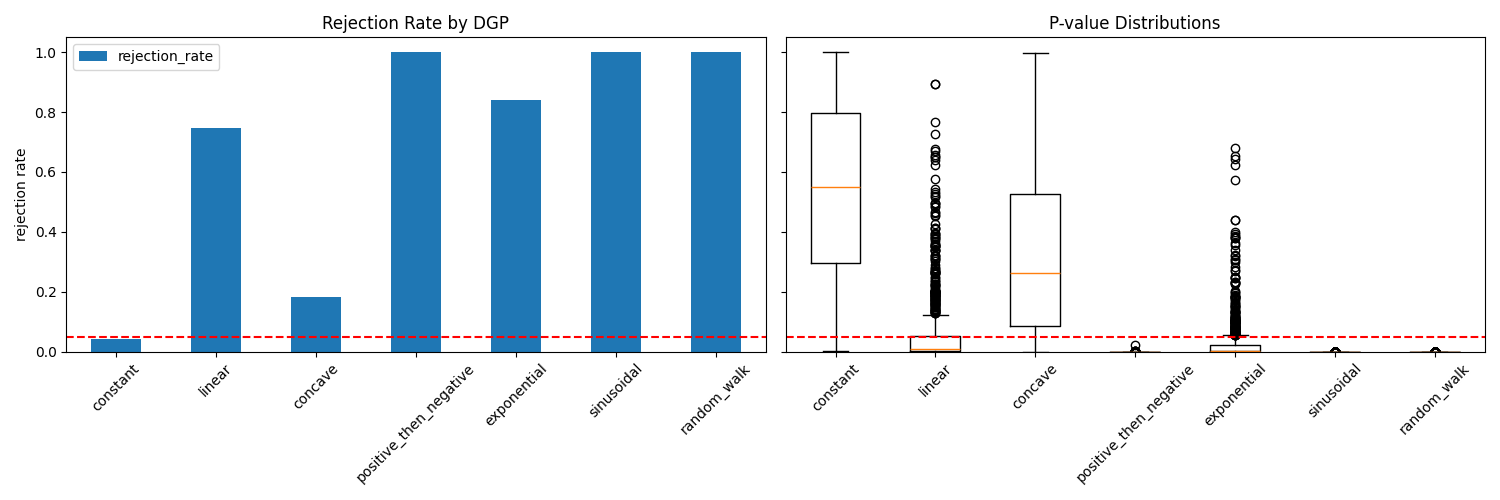 Rejection Rate by DGP
rejection_rate
rejection rate
1.0
0.8
0.6
0.4
0.2
0.0
constant
linear
concave
positive_then_negative
exponential
sinusoidal
random_walk
P-value Distributions
constant
linear
concave
positive_then_negative
exponential
sinusoidal
random_walk